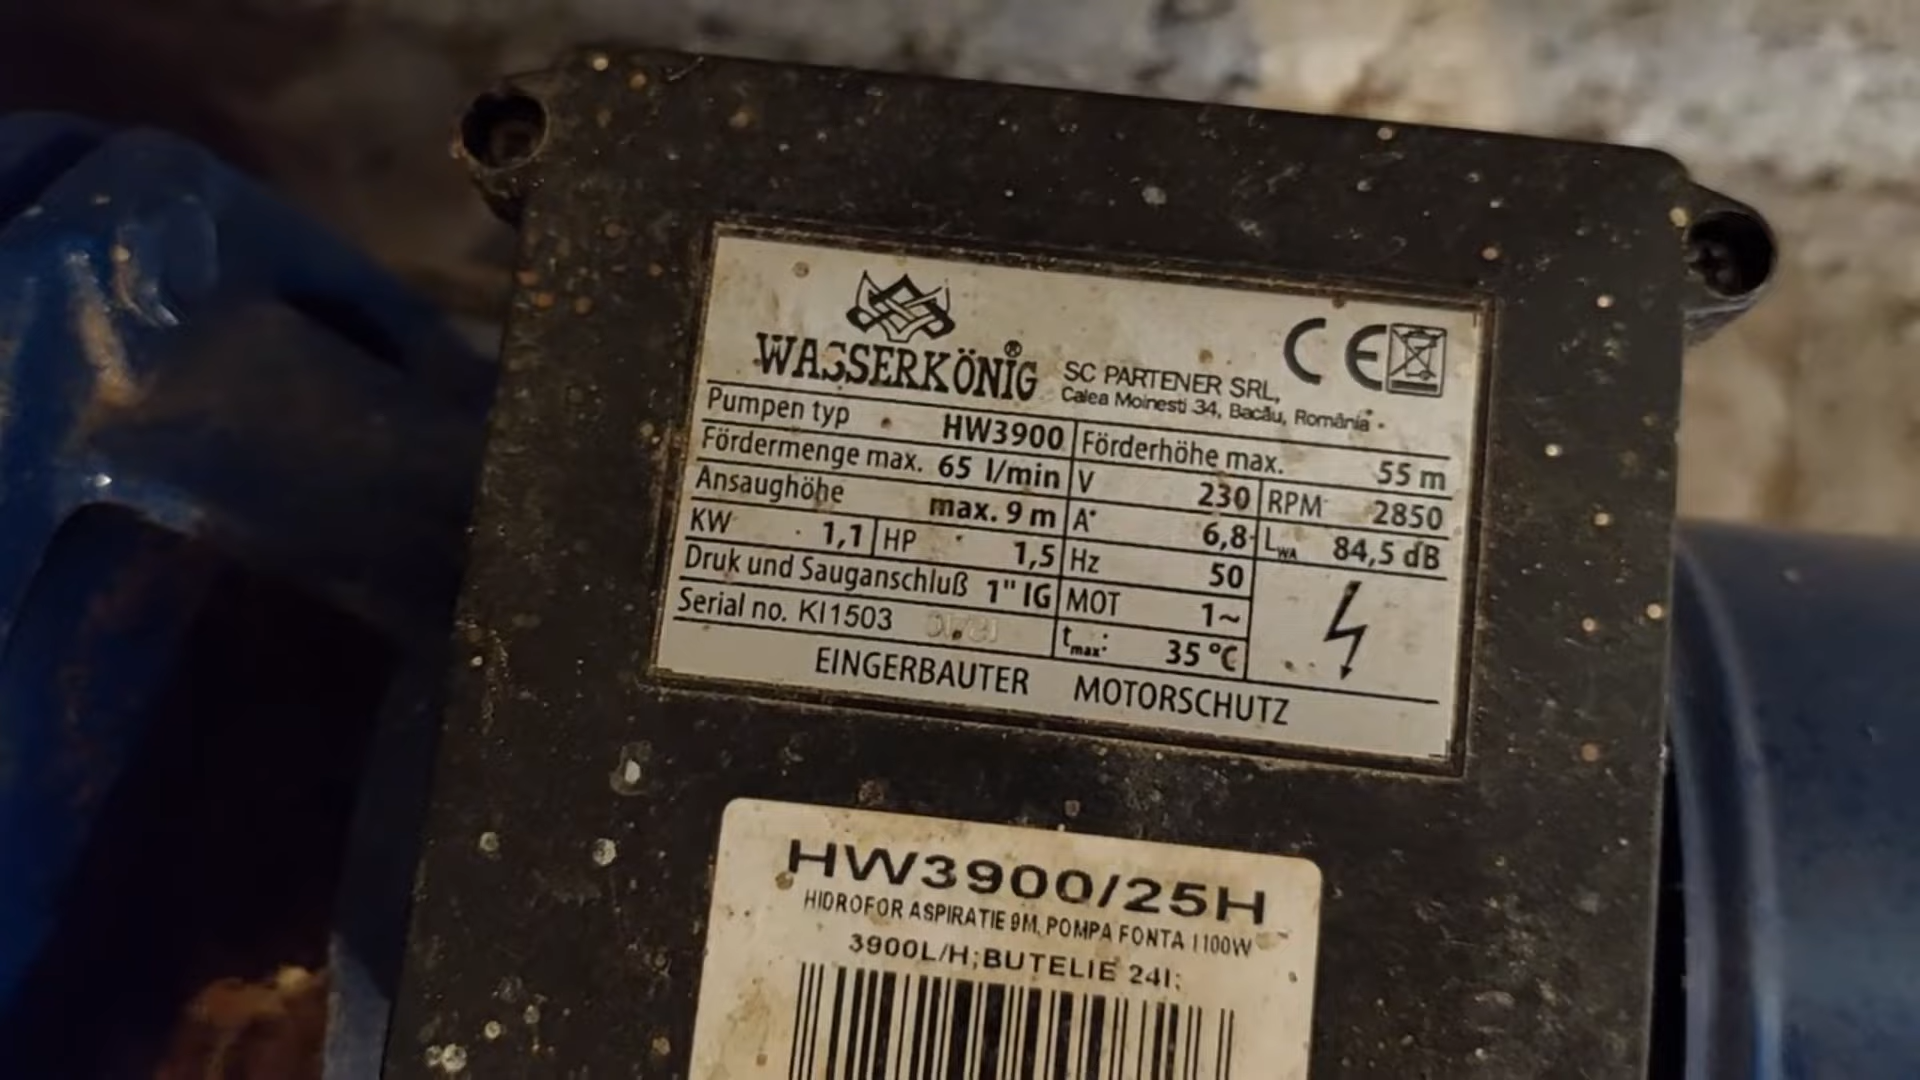 WASSERKÖNIG®
SC PARTENER SRL,
Calea Moinesti 34, Bacău, România
CE
Pumpen typ HW3900 Förderhöhe max. 55 m
Fördermenge max. 65 l/min V 230 RPM 2850
Ansaughöhe max. 9 m A 6,8 LWA 84,5 dB
KW 1,1 HP 1,5 Hz 50
Druk und Sauganschluß 1" IG MOT 1~
Serial no. KI1503 tmax: 35 °C
EINGERBAUTER MOTORSCHUTZ
HW3900/25H
HIDROFOR ASPIRATIE 9M, POMPA FONTA 1100W
3900L/H;BUTELIE 24l;